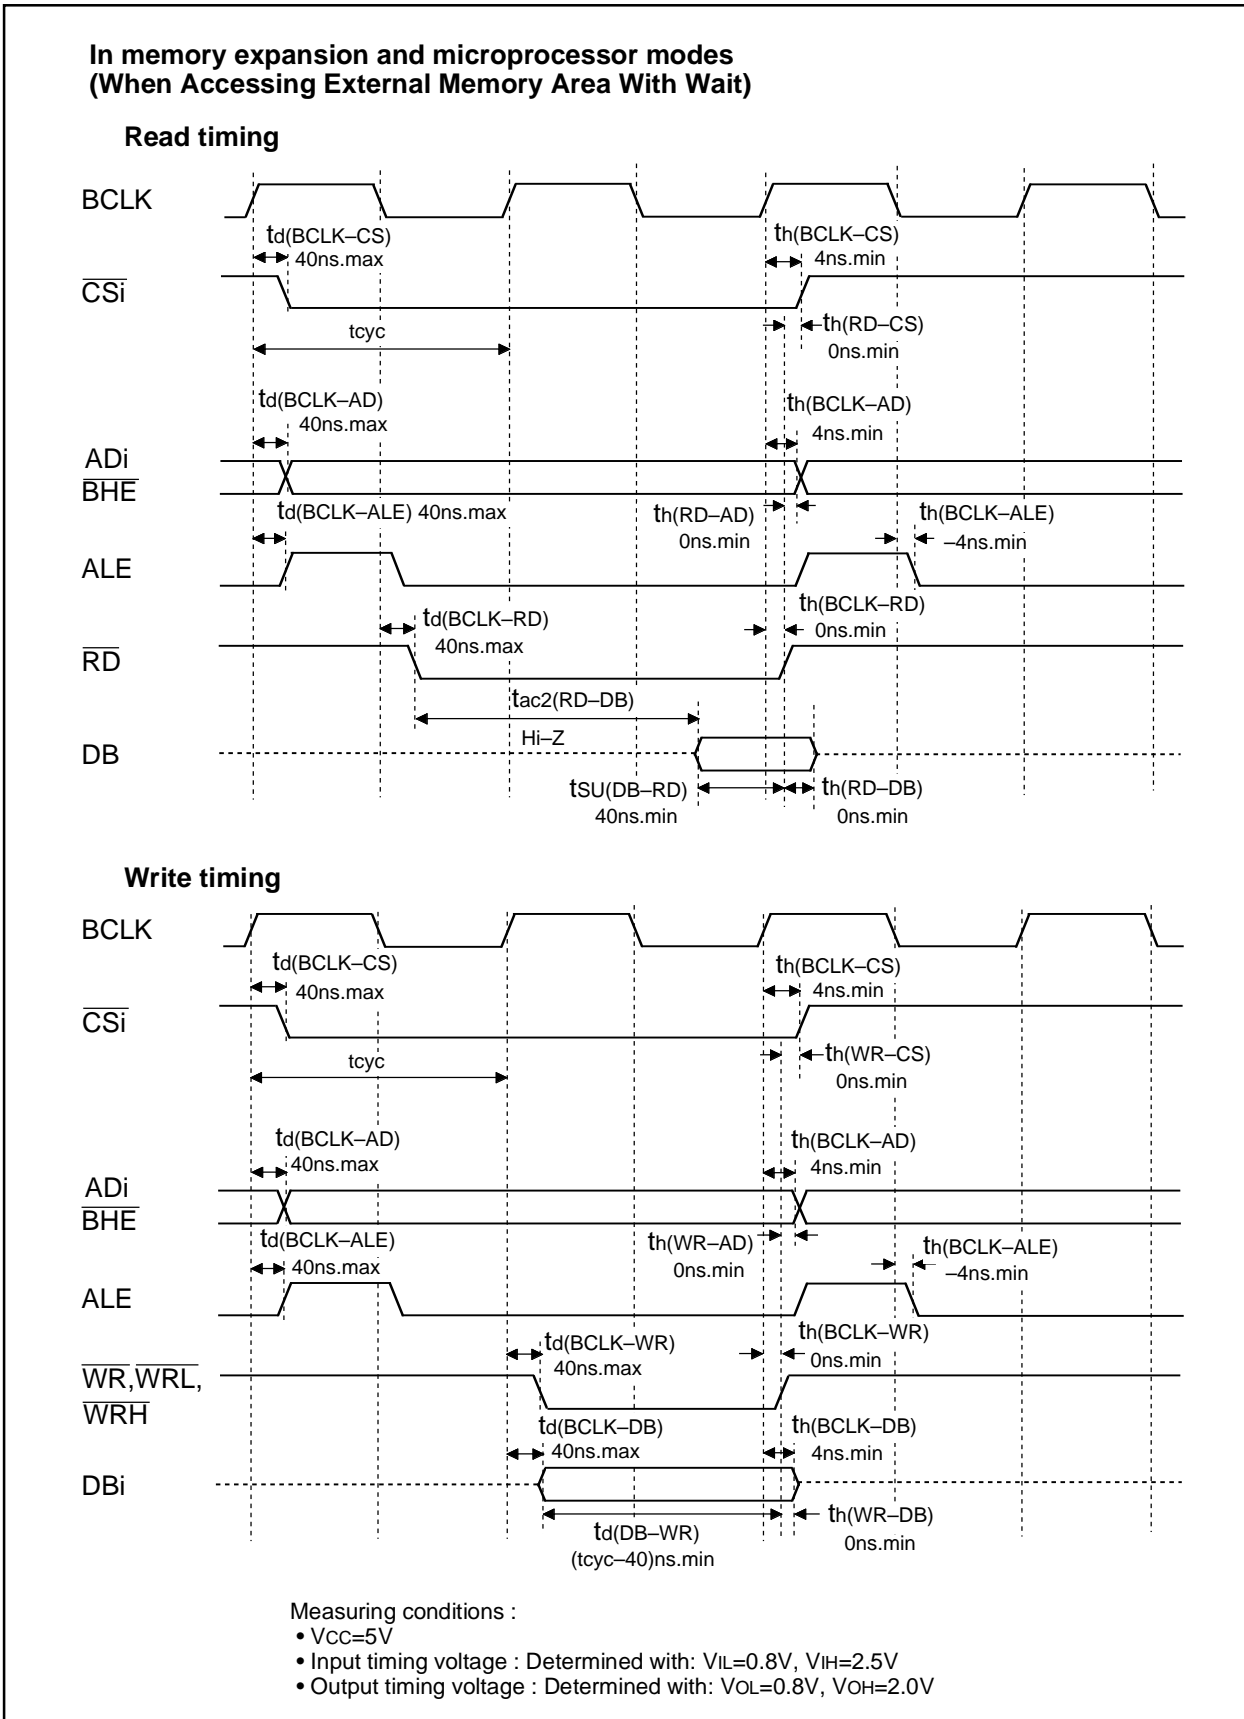 In memory expansion and microprocessor modes
(When Accessing External Memory Area With Wait)
Read timing
BCLK
td(BCLK–CS)
40ns.max
th(BCLK–CS)
4ns.min
CSi
tcyc
th(RD–CS)
0ns.min
td(BCLK–AD)
40ns.max
th(BCLK–AD)
4ns.min
ADi
BHE
td(BCLK–ALE) 40ns.max
th(RD–AD)
0ns.min
th(BCLK–ALE)
–4ns.min
ALE
td(BCLK–RD)
40ns.max
th(BCLK–RD)
0ns.min
RD
tac2(RD–DB)
Hi–Z
DB
tSU(DB–RD)
40ns.min
th(RD–DB)
0ns.min
Write timing
BCLK
td(BCLK–CS)
40ns.max
th(BCLK–CS)
4ns.min
CSi
tcyc
th(WR–CS)
0ns.min
td(BCLK–AD)
40ns.max
th(BCLK–AD)
4ns.min
ADi
BHE
td(BCLK–ALE)
40ns.max
th(WR–AD)
0ns.min
th(BCLK–ALE)
–4ns.min
ALE
td(BCLK–WR)
40ns.max
th(BCLK–WR)
0ns.min
WR,WRL,
WRH
td(BCLK–DB)
40ns.max
th(BCLK–DB)
4ns.min
DBi
td(DB–WR)
(tcyc–40)ns.min
th(WR–DB)
0ns.min
Measuring conditions :
• VCC=5V
• Input timing voltage : Determined with: VIL=0.8V, VIH=2.5V
• Output timing voltage : Determined with: VOL=0.8V, VOH=2.0V